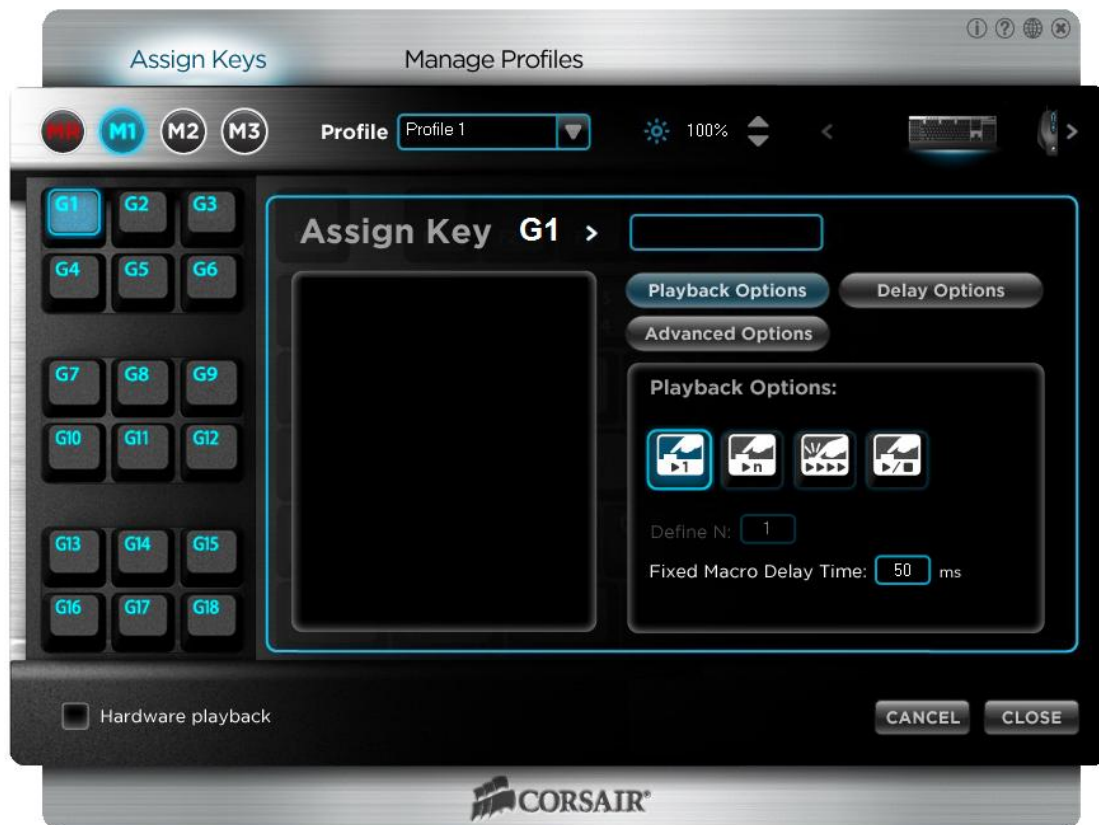 Assign Keys Manage Profiles
MR M1 M2 M3 Profile Profile 1 100%
G1 G2 G3
G4 G5 G6
G7 G8 G9
G10 G11 G12
G13 G14 G15
G16 G17 G18
Assign Key G1 >
Playback Options Delay Options
Advanced Options
Playback Options:
1 n
Define N: 1
Fixed Macro Delay Time: 50 ms
Hardware playback
CANCEL CLOSE
CORSAIR®